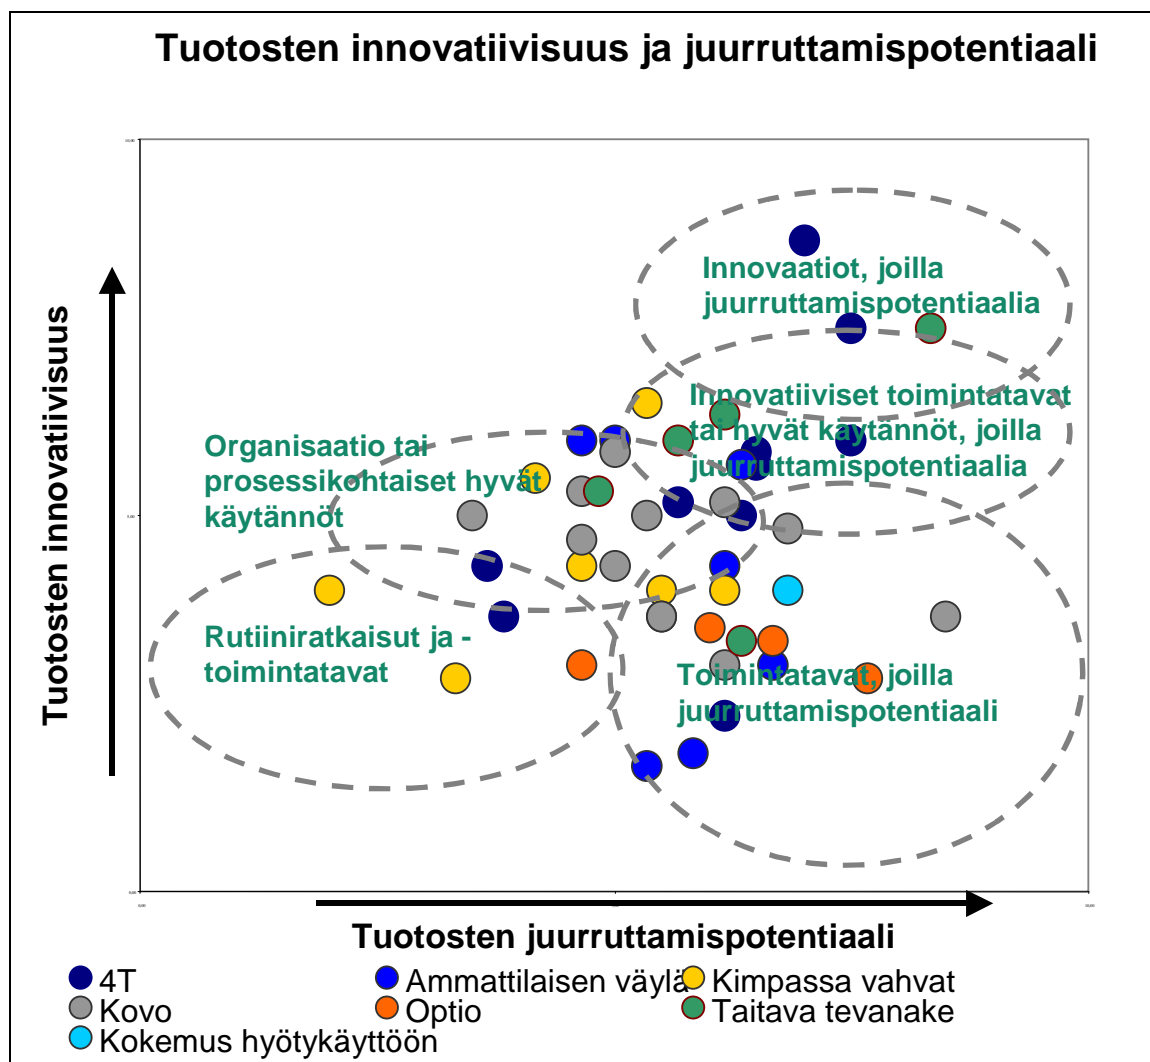 Tuotosten innovatiivisuus ja juurruttamispotentiaali
Tuotosten innovatiivisuus
Innovaatiot, joilla
juurruttamispotentiaalia
Innovatiiviset toimintatavat
tai hyvät käytännöt, joilla
juurruttamispotentiaalia
Organisaatio tai
prosessikohtaiset hyvät
käytännöt
Rutiiniratkaisut ja -
toimintatavat
Toimintatavat, joilla
juurruttamispotentiaali
Tuotosten juurruttamispotentiaali
4T
Ammattilaisen väylä
Kimpassa vahvat
Kovo
Optio
Taitava tevanake
Kokemus hyötykäyttöön